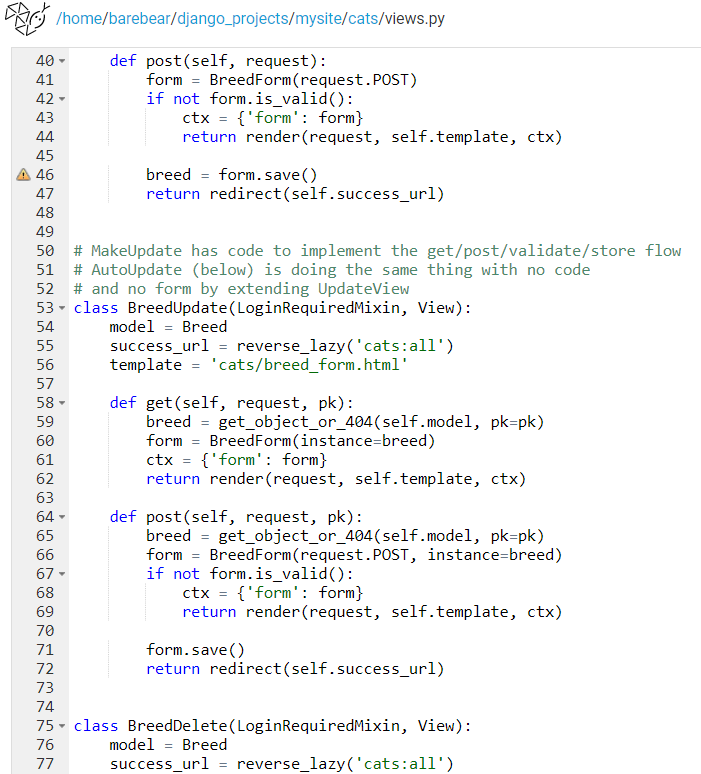 /home/barebear/django_projects/mysite/cats/views.py
40     def post(self, request):
41         form = BreedForm(request.POST)
42         if not form.is_valid():
43             ctx = {'form': form}
44             return render(request, self.template, ctx)
45
46         breed = form.save()
47         return redirect(self.success_url)
48
49
50 # MakeUpdate has code to implement the get/post/validate/store flow
51 # AutoUpdate (below) is doing the same thing with no code
52 # and no form by extending UpdateView
53 class BreedUpdate(LoginRequiredMixin, View):
54     model = Breed
55     success_url = reverse_lazy('cats:all')
56     template = 'cats/breed_form.html'
57
58     def get(self, request, pk):
59         breed = get_object_or_404(self.model, pk=pk)
60         form = BreedForm(instance=breed)
61         ctx = {'form': form}
62         return render(request, self.template, ctx)
63
64     def post(self, request, pk):
65         breed = get_object_or_404(self.model, pk=pk)
66         form = BreedForm(request.POST, instance=breed)
67         if not form.is_valid():
68             ctx = {'form': form}
69             return render(request, self.template, ctx)
70
71         form.save()
72         return redirect(self.success_url)
73
74
75 class BreedDelete(LoginRequiredMixin, View):
76     model = Breed
77     success_url = reverse_lazy('cats:all')